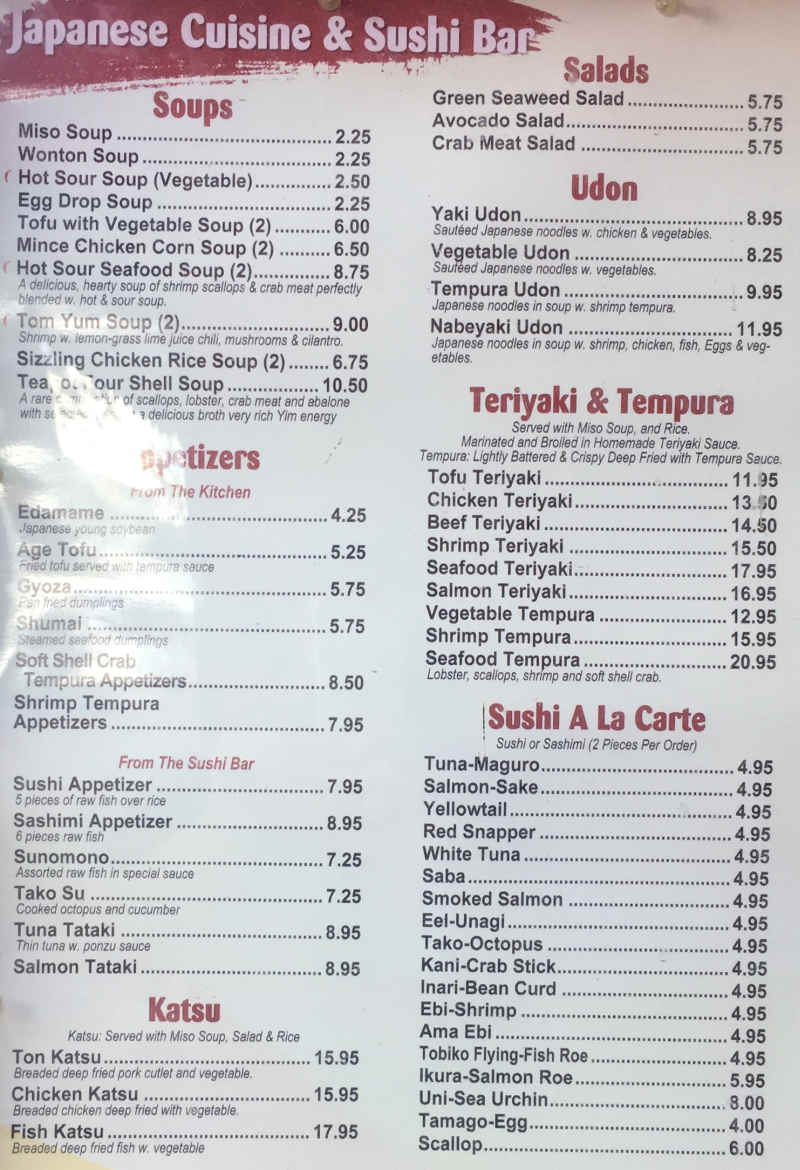 Japanese Cuisine & Sushi Bar
Soups
Miso Soup ........ 2.25
Wonton Soup ........ 2.25
Hot Sour Soup (Vegetable) ........ 2.50
Egg Drop Soup ........ 2.25
Tofu with Vegetable Soup (2) ........ 6.00
Mince Chicken Corn Soup (2) ........ 6.50
Hot Sour Seafood Soup (2) ........ 8.75
A delicious, hearty soup of shrimp scallops & crab meat perfectly
blended w. hot & sour soup.
Tom Yum Soup (2) ........ 9.00
Shrimp w. lemon-grass lime juice chili, mushrooms & cilantro.
Sizzling Chicken Rice Soup (2) ........ 6.75
Four Shell Soup ........ 10.50
A rare of scallops, lobster, crab meat and abalone
with a delicious broth very rich Yim energy
Appetizers
From The Kitchen
Edamame ........ 4.25
Japanese young soybean
Age Tofu ........ 5.25
Fried tofu served with tempura sauce
Gyoza ........ 5.75
Pan fried dumplings
Shumai ........ 5.75
Steamed seafood dumplings
Soft Shell Crab
Tempura Appetizers ........ 8.50
Shrimp Tempura
Appetizers ........ 7.95
From The Sushi Bar
Sushi Appetizer ........ 7.95
5 pieces of raw fish over rice
Sashimi Appetizer ........ 8.95
6 pieces raw fish
Sunomono ........ 7.25
Assorted raw fish in special sauce
Tako Su ........ 7.25
Cooked octopus and cucumber
Tuna Tataki ........ 8.95
Thin tuna w. ponzu sauce
Salmon Tataki ........ 8.95
Katsu
Katsu: Served with Miso Soup, Salad & Rice
Ton Katsu ........ 15.95
Breaded deep fried pork cutlet and vegetable.
Chicken Katsu ........ 15.95
Breaded chicken deep fried with vegetable.
Fish Katsu ........ 17.95
Breaded deep fried fish w. vegetable
Salads
Green Seaweed Salad ........ 5.75
Avocado Salad ........ 5.75
Crab Meat Salad ........ 5.75
Udon
Yaki Udon ........ 8.95
Sautéed Japanese noodles w. chicken & vegetables.
Vegetable Udon ........ 8.25
Sautéed Japanese noodles w. vegetables.
Tempura Udon ........ 9.95
Japanese noodles in soup w. shrimp tempura.
Nabeyaki Udon ........ 11.95
Japanese noodles in soup w. shrimp, chicken, fish, Eggs & veg-
etables.
Teriyaki & Tempura
Served with Miso Soup, and Rice.
Marinated and Broiled in Homemade Teriyaki Sauce.
Tempura: Lightly Battered & Crispy Deep Fried with Tempura Sauce.
Tofu Teriyaki ........ 11.95
Chicken Teriyaki ........ 13.50
Beef Teriyaki ........ 14.50
Shrimp Teriyaki ........ 15.50
Seafood Teriyaki ........ 17.95
Salmon Teriyaki ........ 16.95
Vegetable Tempura ........ 12.95
Shrimp Tempura ........ 15.95
Seafood Tempura ........ 20.95
Lobster, scallops, shrimp and soft shell crab.
Sushi A La Carte
Sushi or Sashimi (2 Pieces Per Order)
Tuna-Maguro ........ 4.95
Salmon-Sake ........ 4.95
Yellowtail ........ 4.95
Red Snapper ........ 4.95
White Tuna ........ 4.95
Saba ........ 4.95
Smoked Salmon ........ 4.95
Eel-Unagi ........ 4.95
Tako-Octopus ........ 4.95
Kani-Crab Stick ........ 4.95
Inari-Bean Curd ........ 4.95
Ebi-Shrimp ........ 4.95
Ama Ebi ........ 4.95
Tobiko Flying-Fish Roe ........ 4.95
Ikura-Salmon Roe ........ 5.95
Uni-Sea Urchin ........ 8.00
Tamago-Egg ........ 4.00
Scallop ........ 6.00